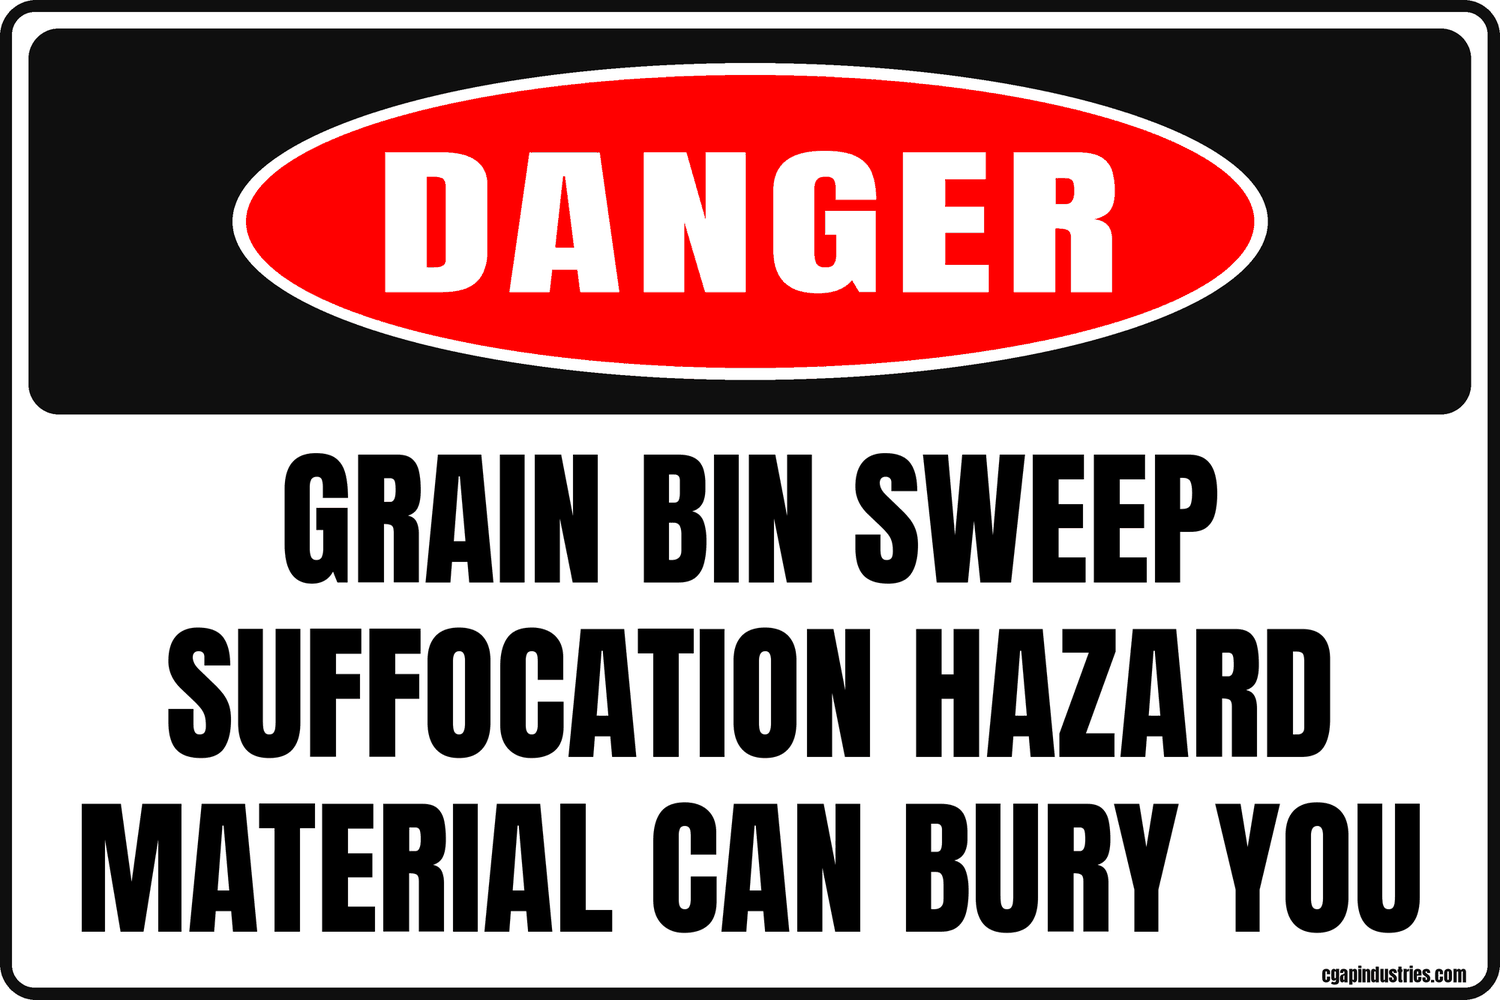 DANGER
GRAIN BIN SWEEP
SUFFOCATION HAZARD
MATERIAL CAN BURY YOU
cgapindustries.com